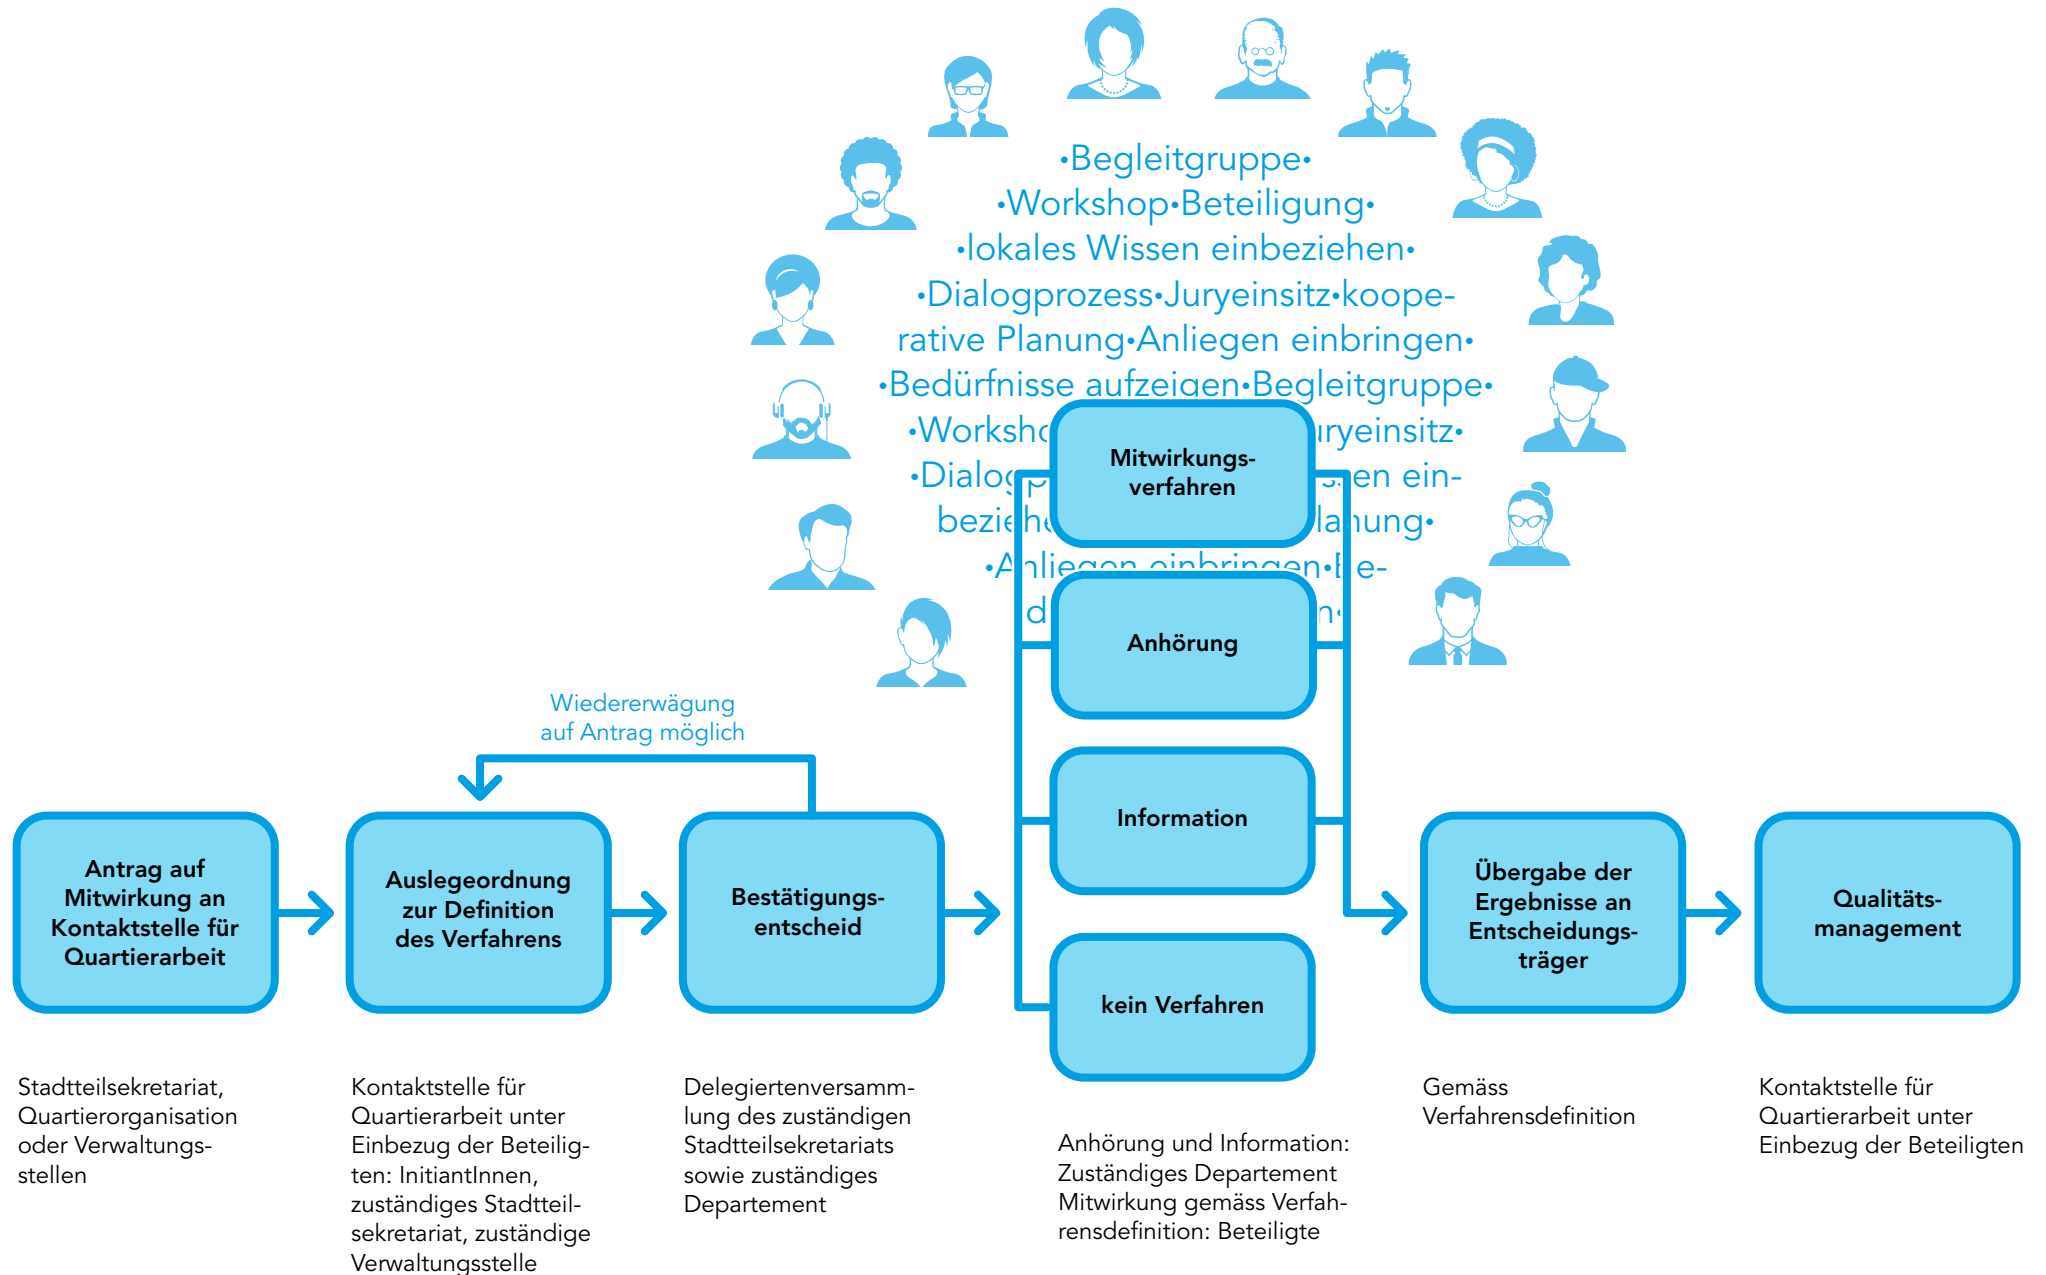 •Begleitgruppe•
•Workshop•Beteiligung•
•lokales Wissen einbeziehen•
•Dialogprozess•Juryeinsitz•koope-
rative Planung•Anliegen einbringen•
•Bedürfnisse aufzeigen•Begleitgruppe•
Mitwirkungs-
verfahren
•Anliegen einbringen•Be-
Anhörung
Wiedererwägung
auf Antrag möglich
Information
Antrag auf
Mitwirkung an
Kontaktstelle für
Quartierarbeit
Auslegeordnung
zur Definition
des Verfahrens
Bestätigungs-
entscheid
kein Verfahren
Übergabe der
Ergebnisse an
Entscheidungs-
träger
Qualitäts-
management
Stadtteilsekretariat,
Quartierorganisation
oder Verwaltungs-
stellen
Kontaktstelle für
Quartierarbeit unter
Einbezug der Beteilig-
ten: InitiantInnen,
zuständiges Stadtteil-
sekretariat, zuständige
Verwaltungsstelle
Delegiertenversamm-
lung des zuständigen
Stadtteilsekretariats
sowie zuständiges
Departement
Anhörung und Information:
Zuständiges Departement
Mitwirkung gemäss Verfah-
rensdefinition: Beteiligte
Gemäss
Verfahrensdefinition
Kontaktstelle für
Quartierarbeit unter
Einbezug der Beteiligten